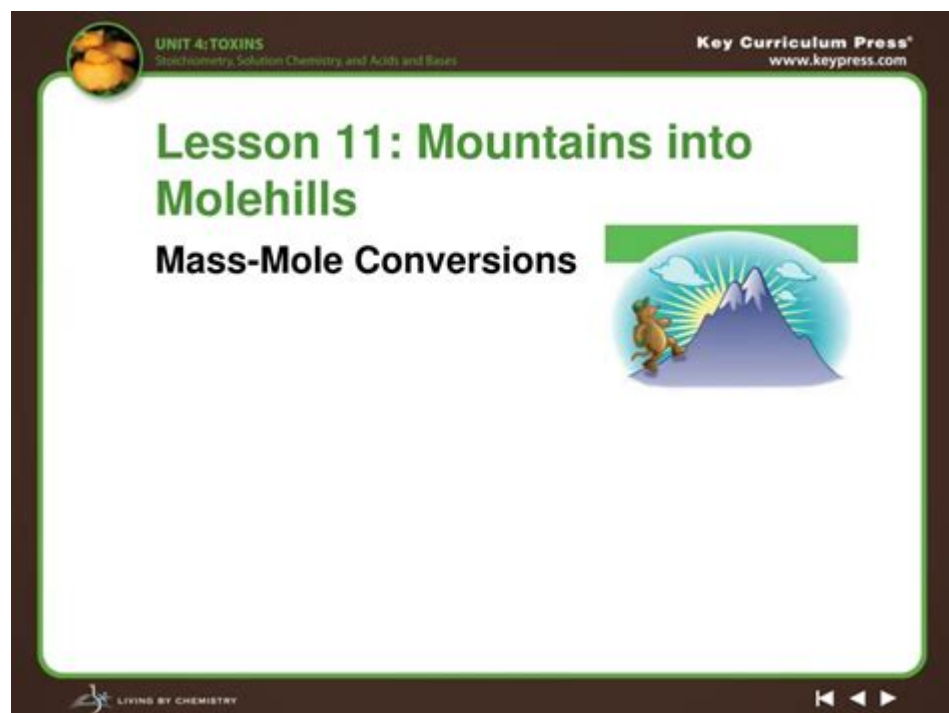 UNIT 4: TOXINS
Stoichiometry, Solution Chemistry, and Acids and Bases
Key Curriculum Press®
www.keypress.com
Lesson 11: Mountains into
Molehills
Mass-Mole Conversions
LIVING BY CHEMISTRY